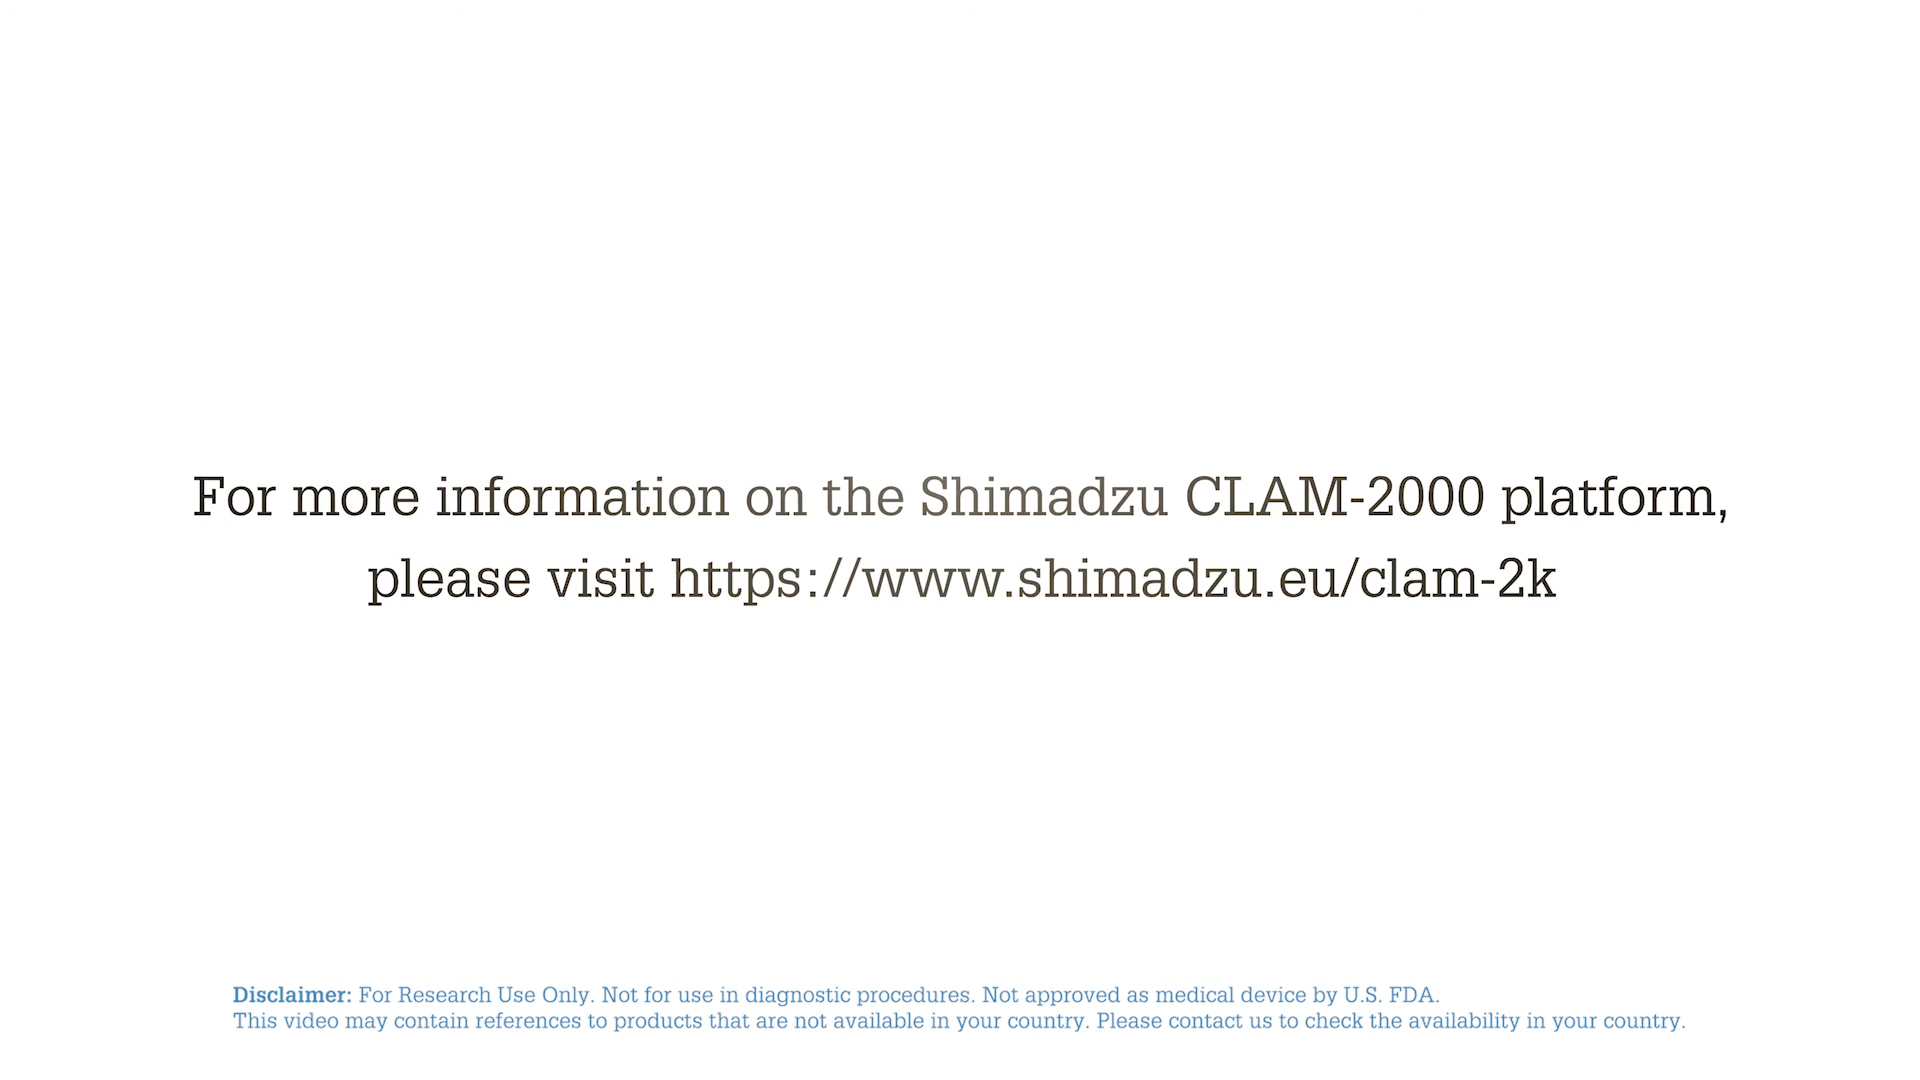 For more information on the Shimadzu CLAM-2000 platform,
please visit https://www.shimadzu.eu/clam-2k
Disclaimer: For Research Use Only. Not for use in diagnostic procedures. Not approved as medical device by U.S. FDA.
This video may contain references to products that are not available in your country. Please contact us to check the availability in your country.